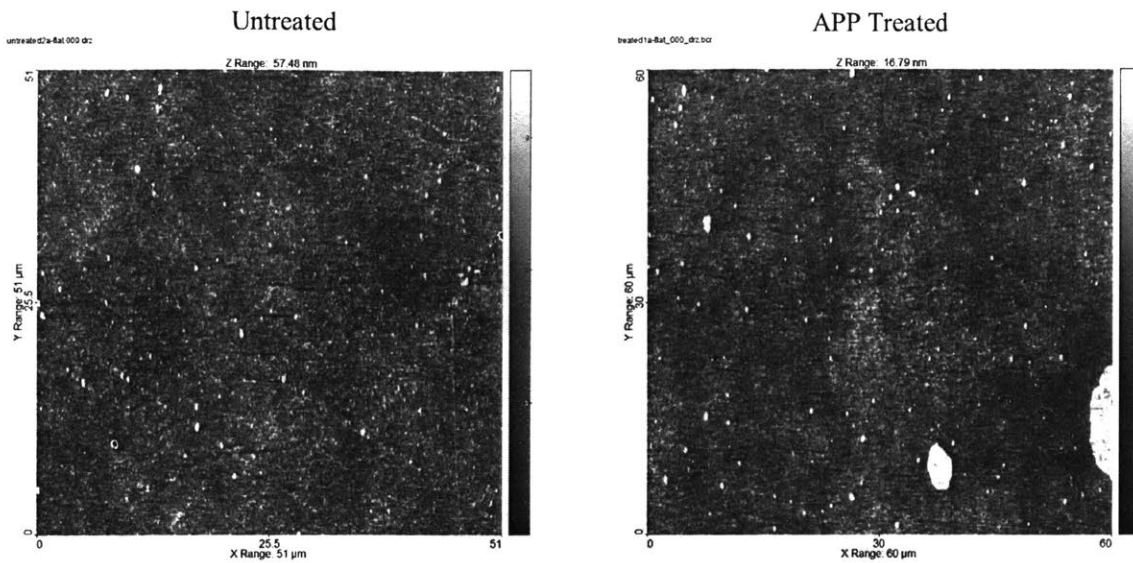 Untreated
untreated2a-flat.000.drz
Z Range: 57.48 nm
51
25.5
0
Y Range: 51 µm
0
25.5
51
X Range: 51 µm
APP Treated
treated1a-flat_000_drz.bcr
Z Range: 16.79 nm
60
30
0
Y Range: 60 µm
0
30
60
X Range: 60 µm